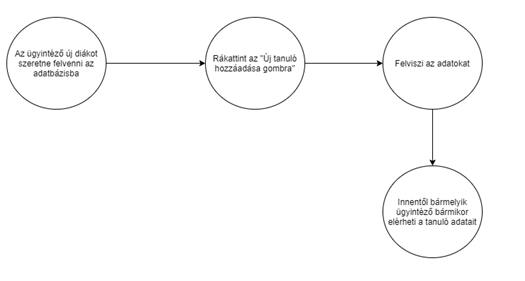 Az ügyintéző új diákot
szeretne felvenni az
adatbázisba
Rákattint az "Új tanuló
hozzáadása gombra"
Felviszi az adatokat
Innentől bármelyik
ügyintéző bármikor
elérheti a tanuló adatait